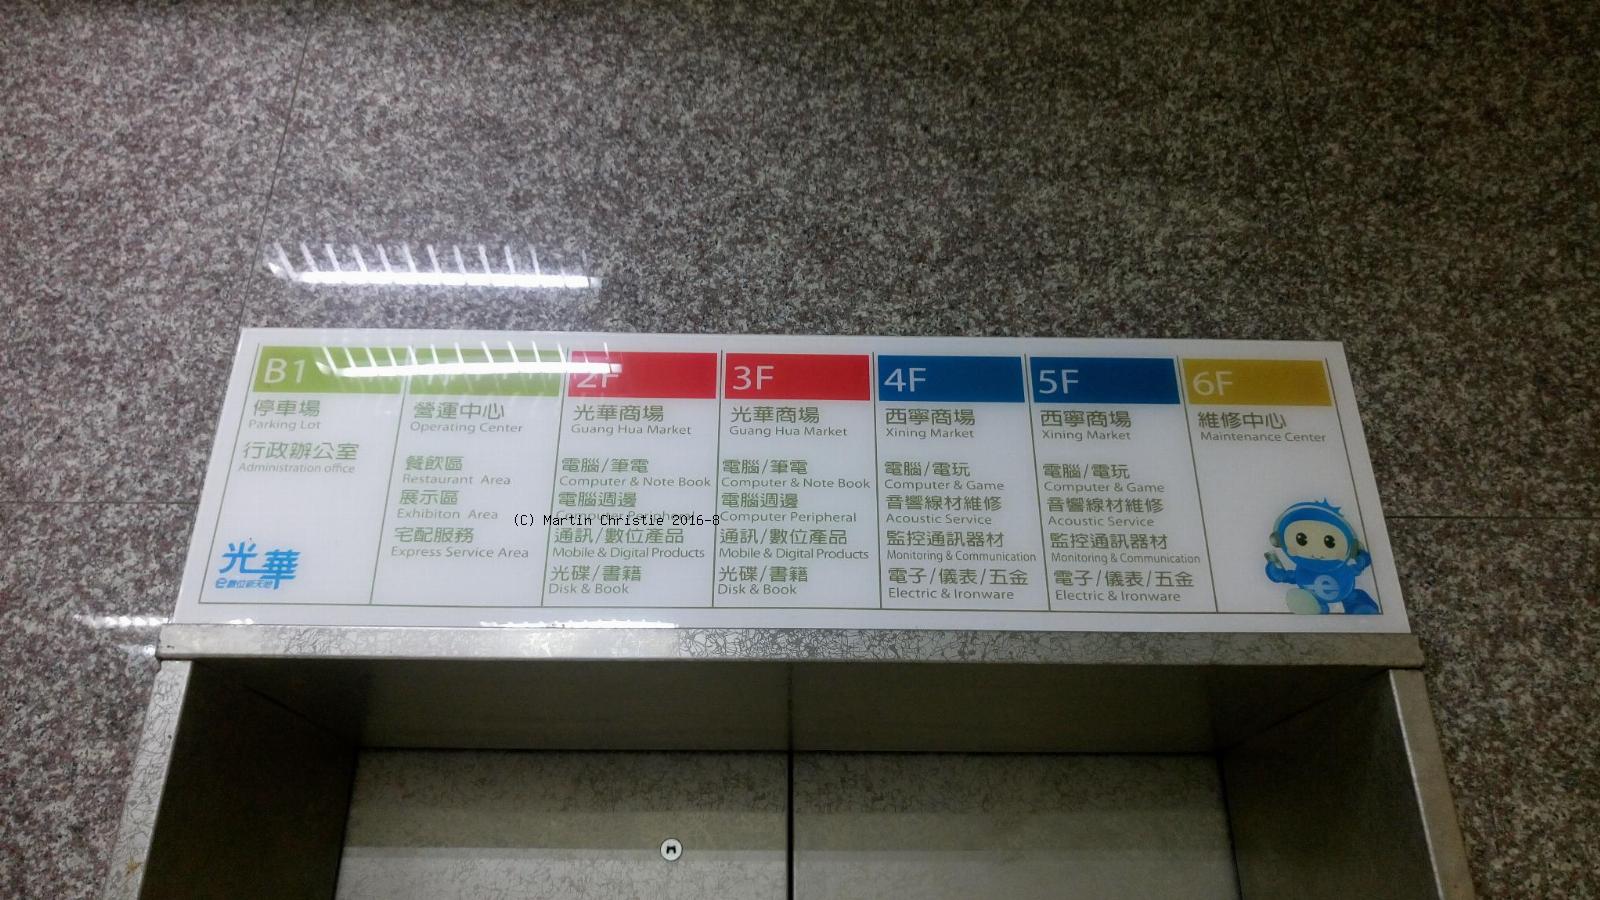 B1
停車場
Parking Lot
行政辦公室
Administration office
光華
e數位新天地
營運中心
Operating Center
餐飲區
Restaurant Area
展示區
Exhibiton Area
宅配服務
Express Service Area
2F
光華商場
Guang Hua Market
電腦/筆電
Computer & Note Book
電腦週邊
Computer Peripheral
通訊/數位產品
Mobile & Digital Products
光碟/書籍
Disk & Book
3F
光華商場
Guang Hua Market
電腦/筆電
Computer & Note Book
電腦週邊
Computer Peripheral
通訊/數位產品
Mobile & Digital Products
光碟/書籍
Disk & Book
4F
西寧商場
Xining Market
電腦/電玩
Computer & Game
音響線材維修
Acoustic Service
監控通訊器材
Monitoring & Communication
電子/儀表/五金
Electric & Ironware
5F
西寧商場
Xining Market
電腦/電玩
Computer & Game
音響線材維修
Acoustic Service
監控通訊器材
Monitoring & Communication
電子/儀表/五金
Electric & Ironware
6F
維修中心
Maintenance Center
e
(C) Martin Christie 2016-8